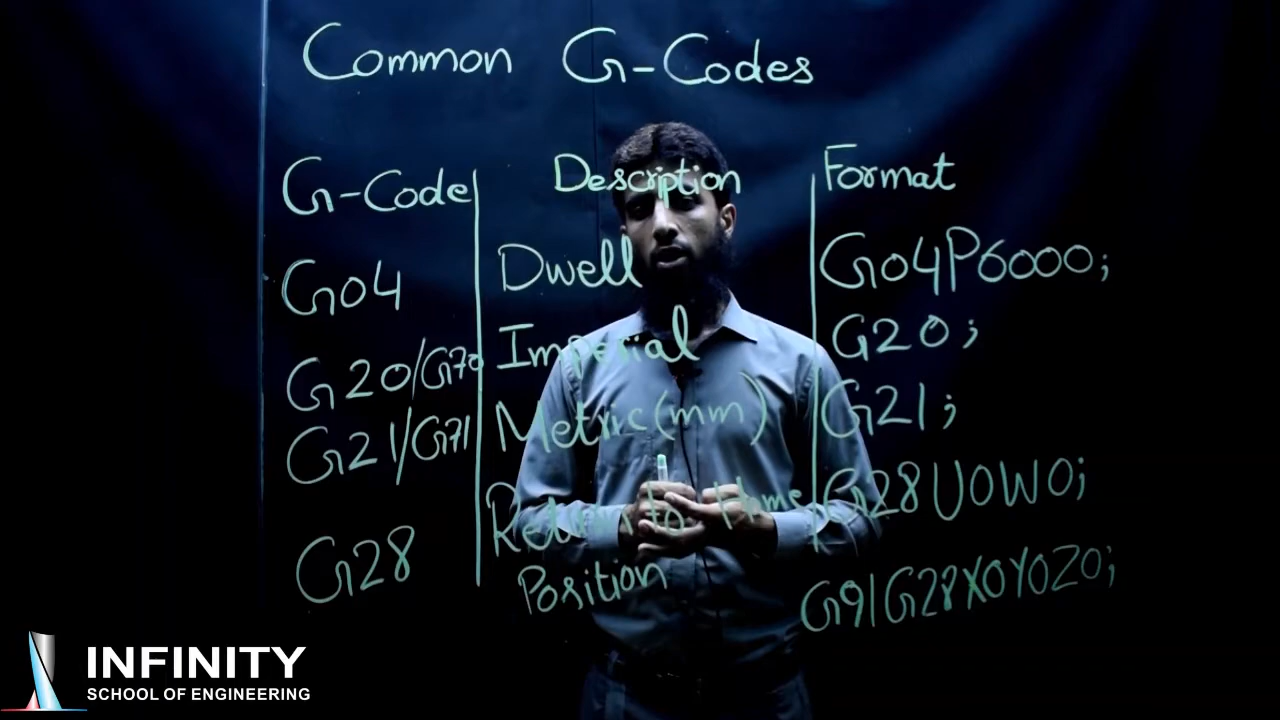 Common G-Codes
G-Code Description Format
G04 Dwell G04P6000;
G20/G70 Imperial G20;
G21/G71 Metric(mm) G21;
G28 Return to Home G28U0W0;
Position G91G28X0Y0Z0;
INFINITY
SCHOOL OF ENGINEERING